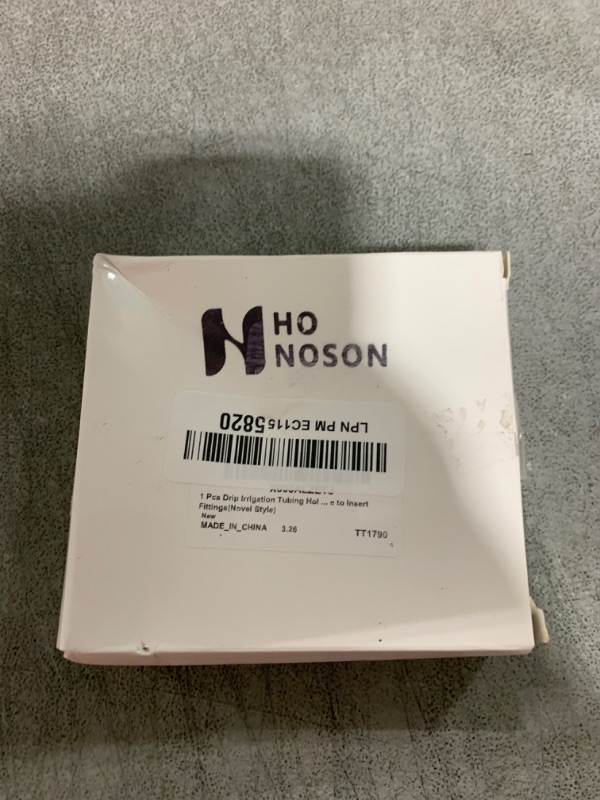 HO
NOSON
LPN PM EC1155820
1 Pcs Drip Irrigation Tubing Hol ... e to Insert
Fittings(Novel Style)
New
MADE_IN_CHINA 3.26 TT1790